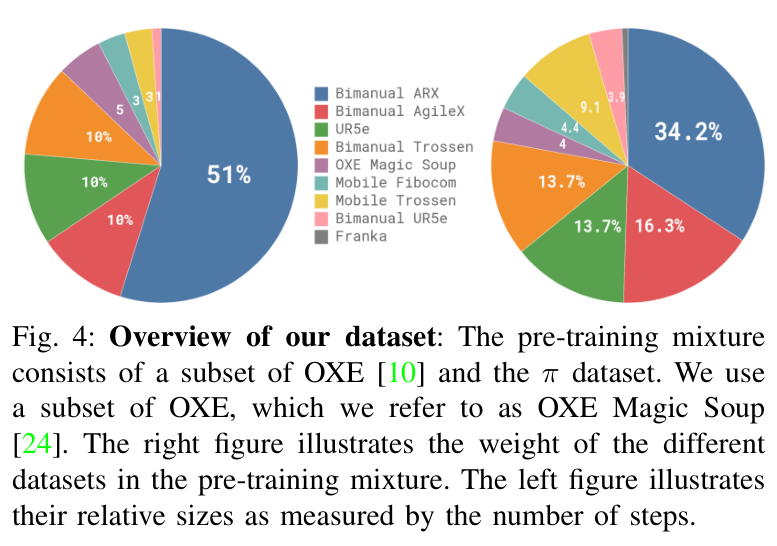 51%
10%
10%
10%
5
3
3
1
Bimanual ARX
Bimanual AgileX
UR5e
Bimanual Trossen
OXE Magic Soup
Mobile Fibocom
Mobile Trossen
Bimanual UR5e
Franka
34.2%
16.3%
13.7%
13.7%
4
4.4
9.1
3.9
Fig. 4: Overview of our dataset: The pre-training mixture
consists of a subset of OXE [10] and the π dataset. We use
a subset of OXE, which we refer to as OXE Magic Soup
[24]. The right figure illustrates the weight of the different
datasets in the pre-training mixture. The left figure illustrates
their relative sizes as measured by the number of steps.